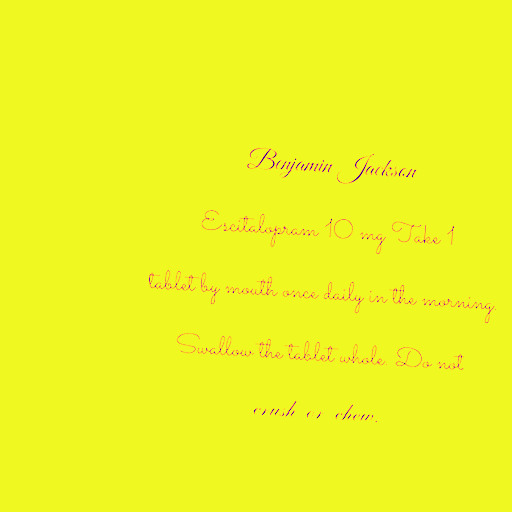 Benjamin Jackson
Escitalopram 10 mg Take 1
tablet by mouth once daily in the morning.
Swallow the tablet whole. Do not
crush or chew.